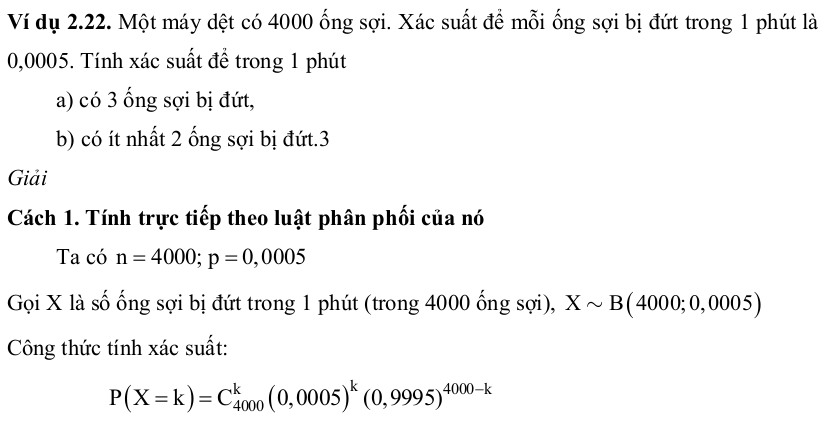 Ví dụ 2.22. Một máy dệt có 4000 ống sợi. Xác suất để mỗi ống sợi bị đứt trong 1 phút là
0,0005. Tính xác suất để trong 1 phút
a) có 3 ống sợi bị đứt,
b) có ít nhất 2 ống sợi bị đứt.3
Giải
Cách 1. Tính trực tiếp theo luật phân phối của nó
Ta có n = 4000; p = 0,0005
Gọi X là số ống sợi bị đứt trong 1 phút (trong 4000 ống sợi), X ~ B(4000;0,0005)
Công thức tính xác suất:
P(X = k) = C_{4000}^{k} (0,0005)^{k} (0,9995)^{4000−k}